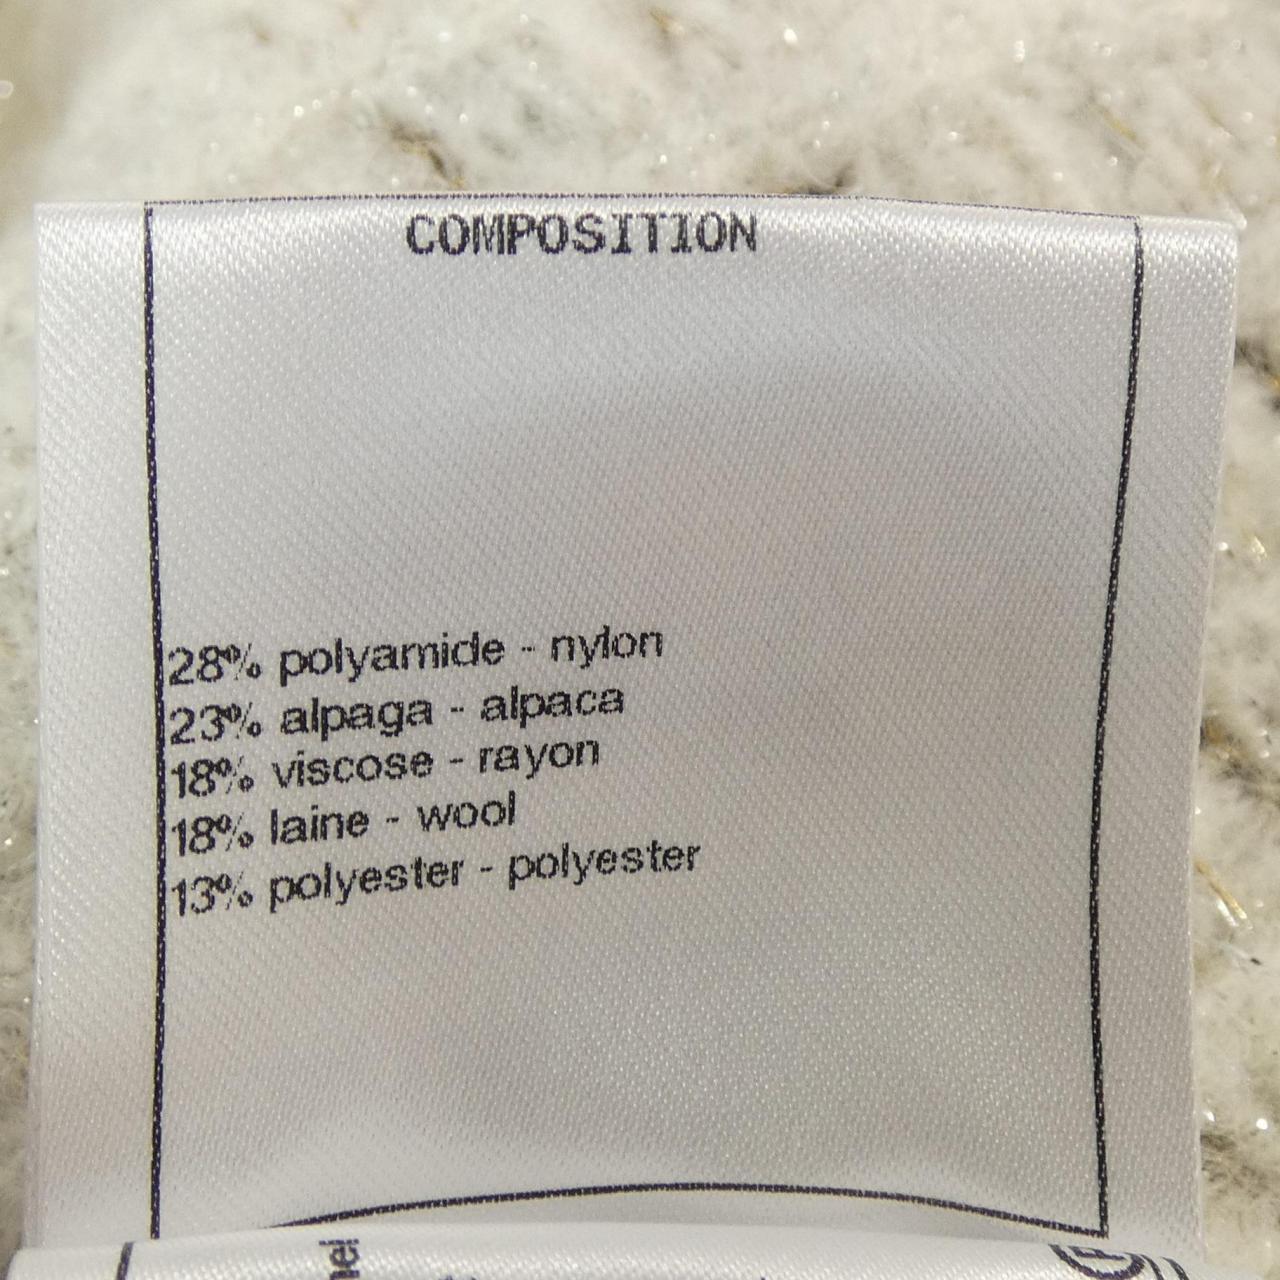 COMPOSITION
28% polyamide - nylon
23% alpaga - alpaca
18% viscose - rayon
18% laine - wool
13% polyester - polyester